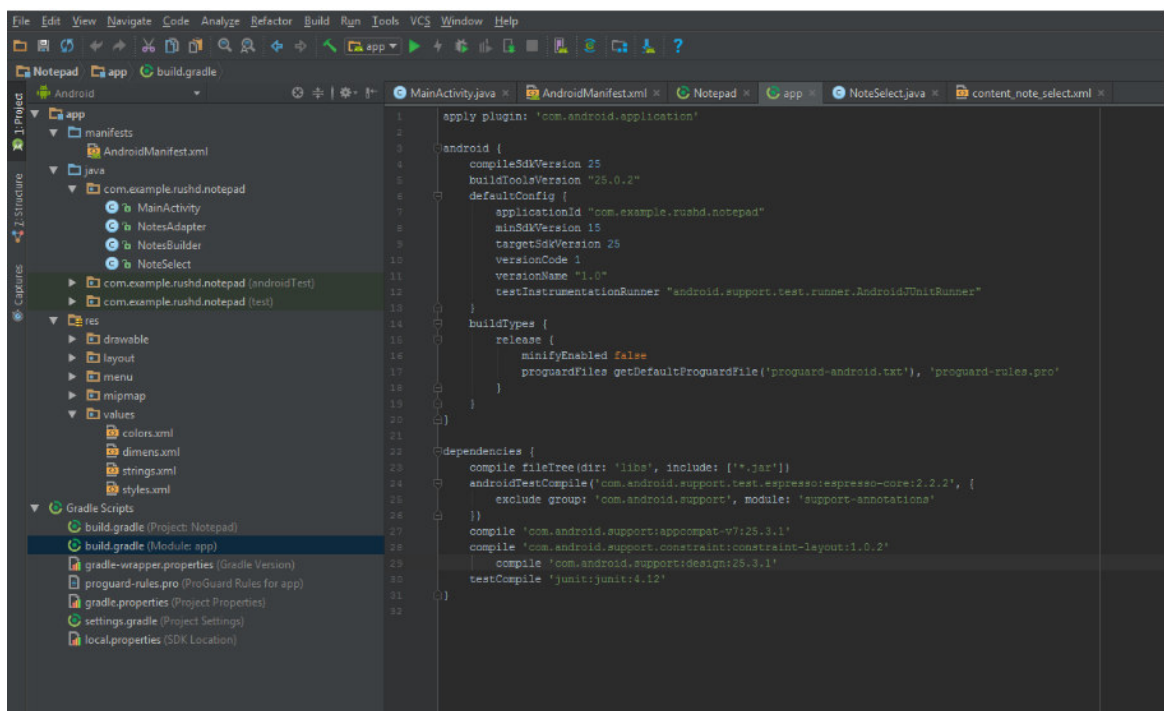 File Edit View Navigate Code Analyze Refactor Build Run Tools VCS Window Help
app
Notepad app build.gradle
Android
MainActivity.java AndroidManifest.xml Notepad app NoteSelect.java content_note_select.xml
1: Project
Z: Structure
Captures
app
manifests
AndroidManifest.xml
java
com.example.rushd.notepad
MainActivity
NotesAdapter
NotesBuilder
NoteSelect
com.example.rushd.notepad (androidTest)
com.example.rushd.notepad (test)
res
drawable
layout
menu
mipmap
values
colors.xml
dimens.xml
strings.xml
styles.xml
Gradle Scripts
build.gradle (Project: Notepad)
build.gradle (Module: app)
gradle-wrapper.properties (Gradle Version)
proguard-rules.pro (ProGuard Rules for app)
gradle.properties (Project Properties)
settings.gradle (Project Settings)
local.properties (SDK Location)
1 apply plugin: 'com.android.application'
2
3 android {
4 compileSdkVersion 25
5 buildToolsVersion "25.0.2"
6 defaultConfig {
7 applicationId "com.example.rushd.notepad"
8 minSdkVersion 15
9 targetSdkVersion 25
10 versionCode 1
11 versionName "1.0"
12 testInstrumentationRunner "android.support.test.runner.AndroidJUnitRunner"
13 }
14 buildTypes {
15 release {
16 minifyEnabled false
17 proguardFiles getDefaultProguardFile('proguard-android.txt'), 'proguard-rules.pro'
18 }
19 }
20 }
21
22 dependencies {
23 compile fileTree(dir: 'libs', include: ['*.jar'])
24 androidTestCompile('com.android.support.test.espresso:espresso-core:2.2.2', {
25 exclude group: 'com.android.support', module: 'support-annotations'
26 })
27 compile 'com.android.support:appcompat-v7:25.3.1'
28 compile 'com.android.support.constraint:constraint-layout:1.0.2'
29 compile 'com.android.support:design:25.3.1'
30 testCompile 'junit:junit:4.12'
31 }
32